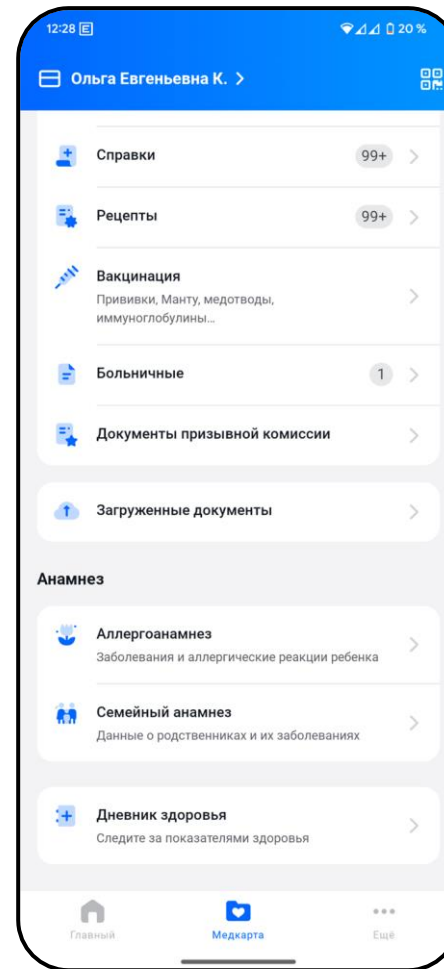 12:28 E 20 %
Ольга Евгеньевна К.
Справки 99+
Рецепты 99+
Вакцинация
Прививки, Манту, медотводы,
иммуноглобулины...
Больничные 1
Документы призывной комиссии
Загруженные документы
Анамнез
Аллергоанамнез
Заболевания и аллергические реакции ребенка
Семейный анамнез
Данные о родственниках и их заболеваниях
Дневник здоровья
Следите за показателями здоровья
Главный Медкарта Ещё